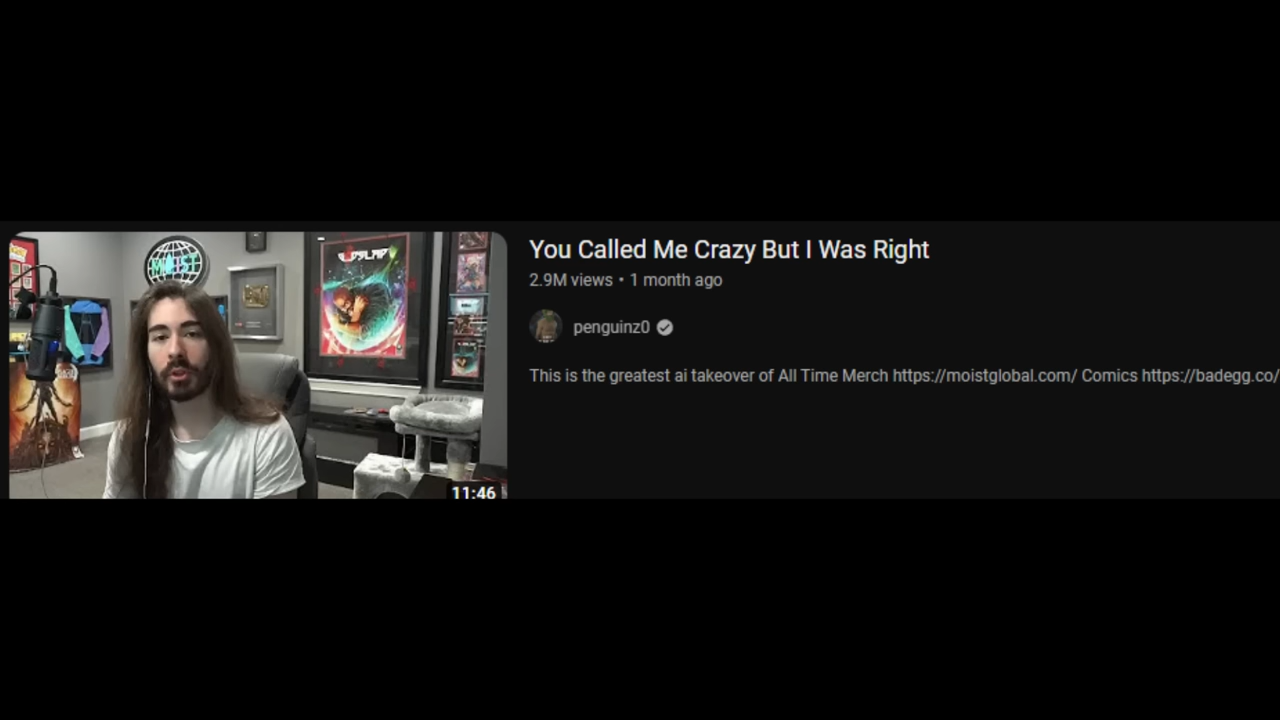 MOIST
11:46
You Called Me Crazy But I Was Right
2.9M views • 1 month ago
penguinz0
This is the greatest ai takeover of All Time Merch https://moistglobal.com/ Comics https://badegg.co/